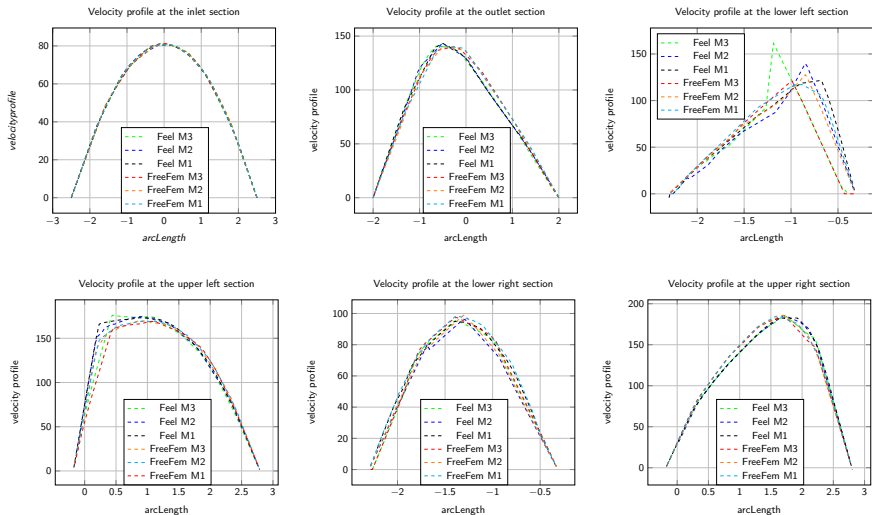 Velocity profile at the inlet section
velocityprofile
80
60
40
20
0
−3
−2
−1
0
1
2
3
arcLength
Feel M3
Feel M2
Feel M1
FreeFem M3
FreeFem M2
FreeFem M1
Velocity profile at the outlet section
velocity profile
150
100
50
0
−2
−1
0
1
2
arcLength
Feel M3
Feel M2
Feel M1
FreeFem M3
FreeFem M2
FreeFem M1
Velocity profile at the lower left section
velocity profile
150
100
50
0
−2
−1.5
−1
−0.5
arcLength
Feel M3
Feel M2
Feel M1
FreeFem M3
FreeFem M2
FreeFem M1
Velocity profile at the upper left section
velocity profile
150
100
50
0
0
0.5
1
1.5
2
2.5
3
arcLength
Feel M3
Feel M2
Feel M1
FreeFem M3
FreeFem M2
FreeFem M1
Velocity profile at the lower right section
velocity profile
100
80
60
40
20
0
−2
−1.5
−1
−0.5
arcLength
Feel M3
Feel M2
Feel M1
FreeFem M3
FreeFem M2
FreeFem M1
Velocity profile at the upper right section
velocity profile
200
150
100
50
0
0
0.5
1
1.5
2
2.5
3
arcLength
Feel M3
Feel M2
Feel M1
FreeFem M3
FreeFem M2
FreeFem M1